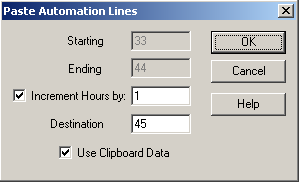 Paste Automation Lines
Starting 33 OK
Ending 44 Cancel
Increment Hours by: 1 Help
Destination 45
Use Clipboard Data